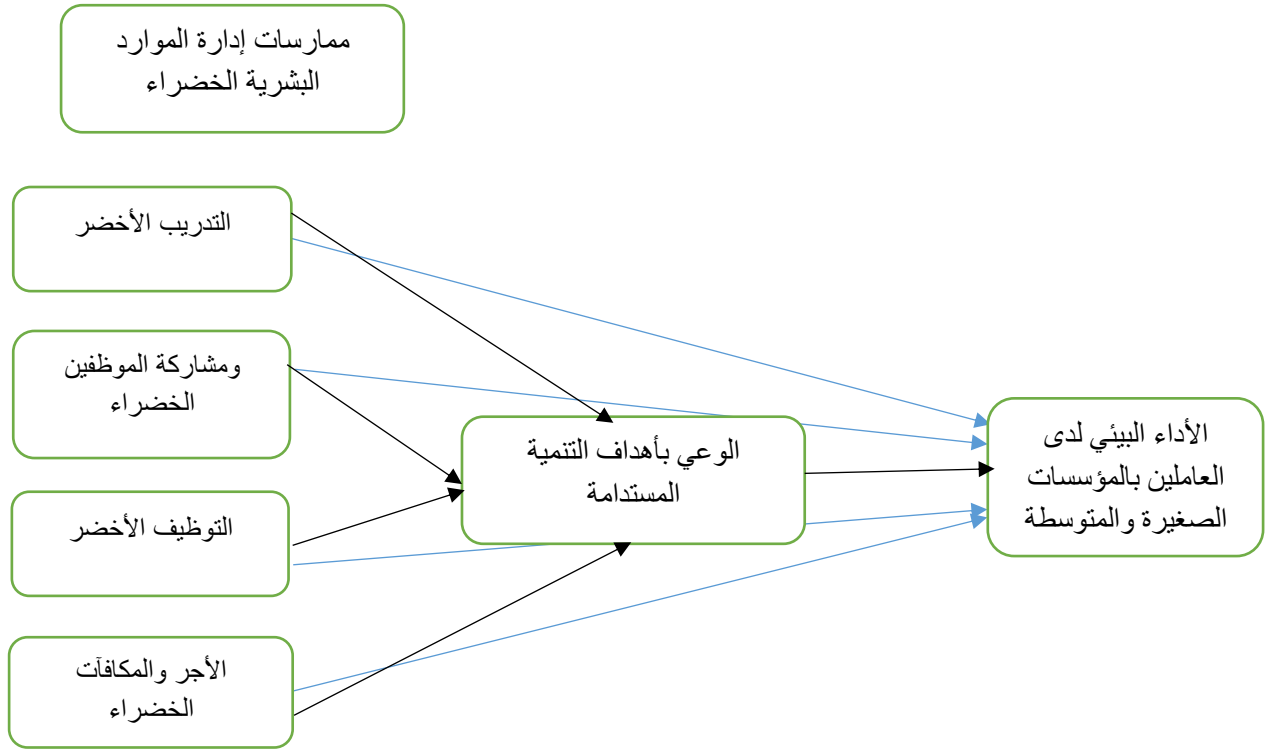 ممارسات إدارة الموارد
البشرية الخضراء
التدريب الأخضر
ومشاركة الموظفين
الخضراء
التوظيف الأخضر
الأجر والمكافآت
الخضراء
الوعي بأهداف التنمية
المستدامة
الأداء البيئي لدى
العاملين بالمؤسسات
الصغيرة والمتوسطة